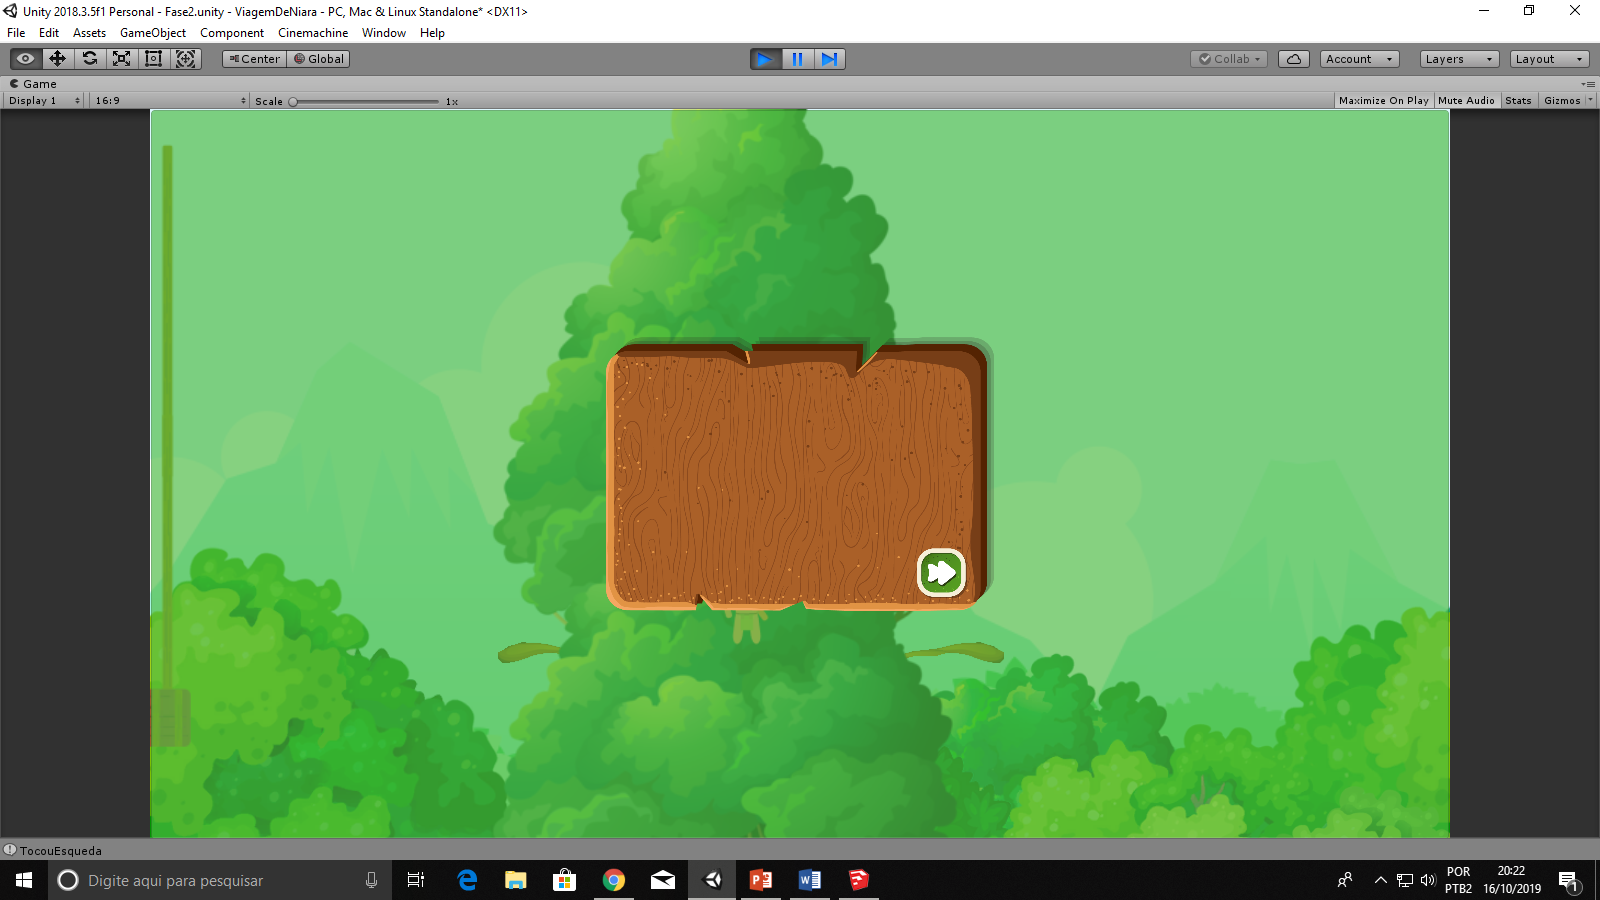 Unity 2018.3.5f1 Personal - Fase2.unity - ViagemDeNiara - PC, Mac & Linux Standalone* <DX11>
File Edit Assets GameObject Component Cinemachine Window Help
Center Global Collab Account Layers Layout
Game
Display 1 16:9 Scale 1x Maximize On Play Mute Audio Stats Gizmos
TocouEsqueda
Digite aqui para pesquisar
POR
PTB2
20:22
16/10/2019
1